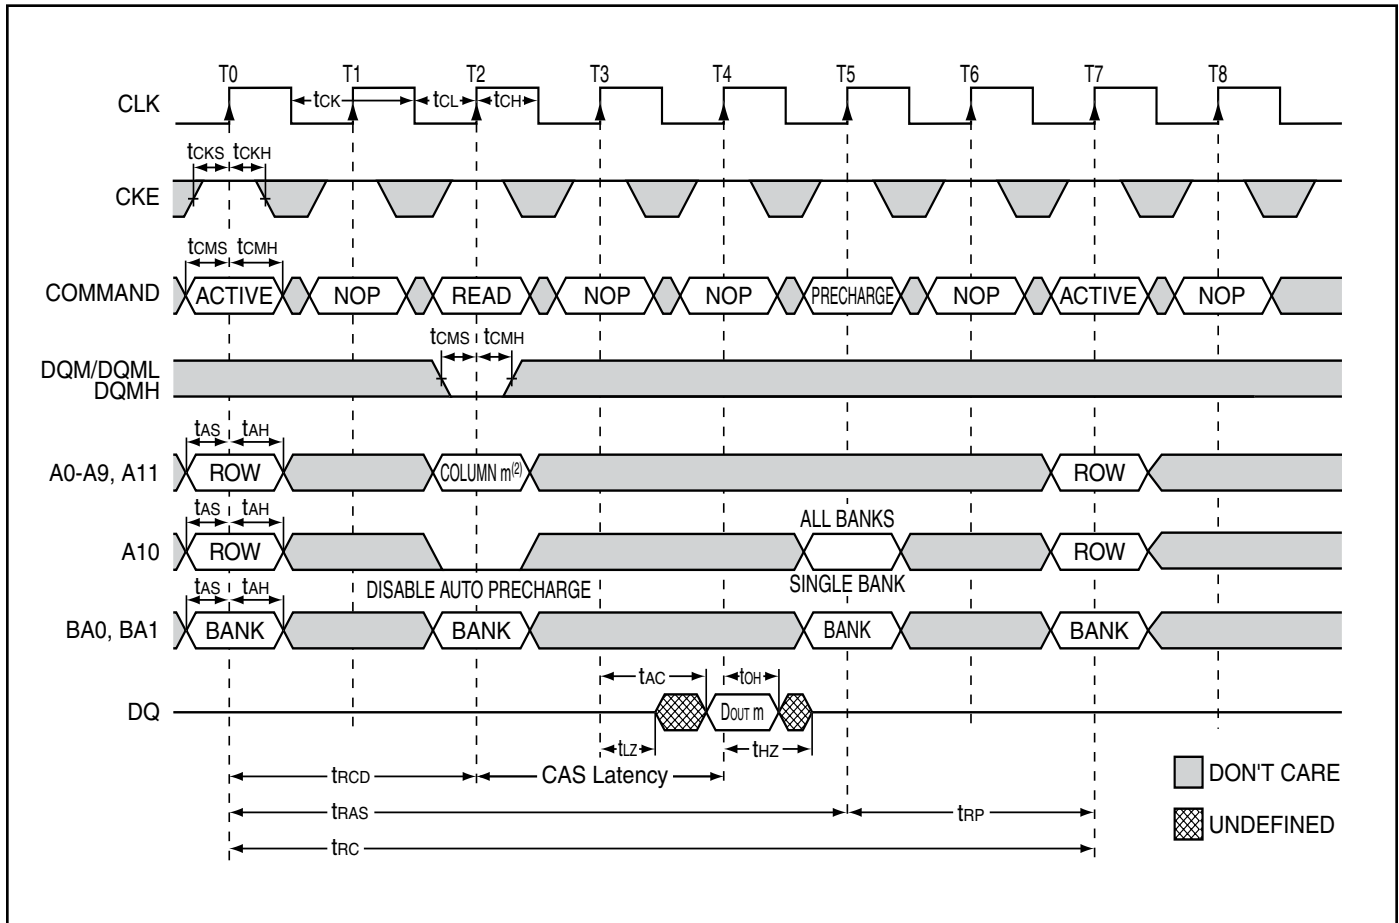 T0 T1 T2 T3 T4 T5 T6 T7 T8
CLK tCK tCL tCH
tCKS tCKH
CKE
tCMS tCMH
COMMAND ACTIVE NOP READ NOP NOP PRECHARGE NOP ACTIVE NOP
tCMS tCMH
DQM/DQML
DQMH
tAS tAH
A0-A9, A11 ROW COLUMN m(2) ROW
tAS tAH ALL BANKS
A10 ROW ROW
DISABLE AUTO PRECHARGE SINGLE BANK
tAS tAH
BA0, BA1 BANK BANK BANK BANK
tAC tOH
DQ DOUT m
tLZ tHZ
tRCD CAS Latency
DON'T CARE
tRAS tRP
UNDEFINED
tRC